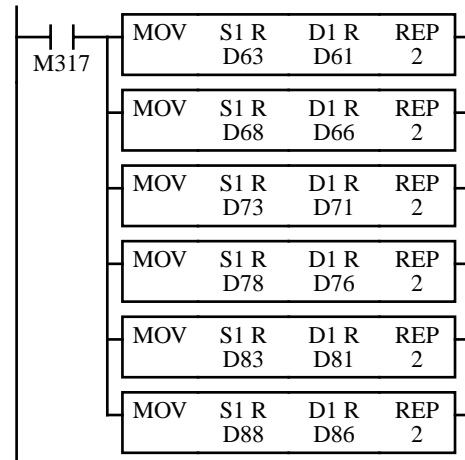 MOV S1 R D1 R REP
D63 D61 2
M317
MOV S1 R D1 R REP
D68 D66 2
MOV S1 R D1 R REP
D73 D71 2
MOV S1 R D1 R REP
D78 D76 2
MOV S1 R D1 R REP
D83 D81 2
MOV S1 R D1 R REP
D88 D86 2